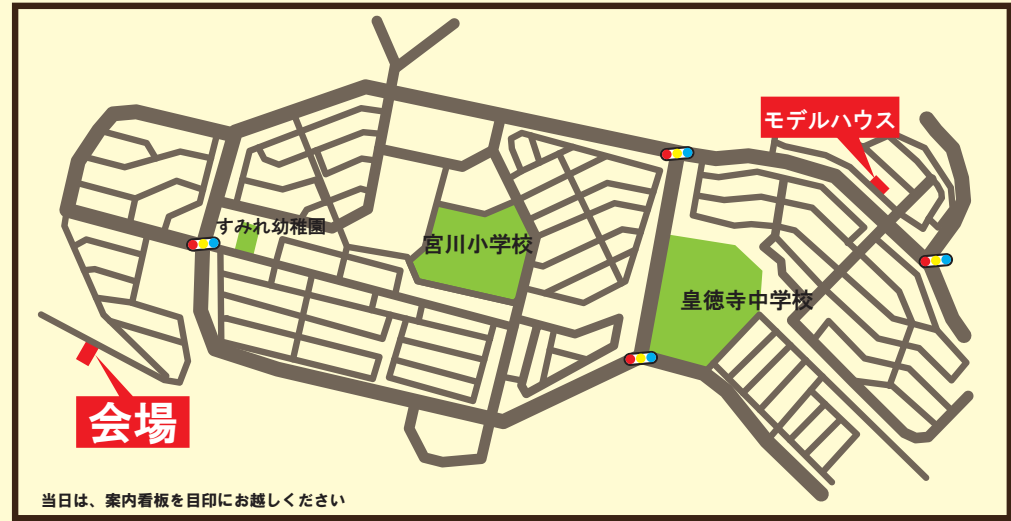 モデルハウス
すみれ幼稚園
宮川小学校
皇徳寺中学校
会場
当日は、案内看板を目印にお越しください